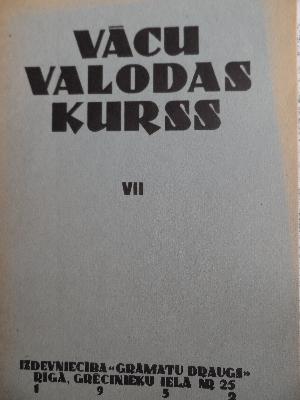 VĀCU
VALODAS
KURSS
VII
IZDEVNIECĪBA «GRĀMATU DRAUGS»
RĪGĀ, GRĒCINIEKU IELĀ NR 25
1 9 3 2